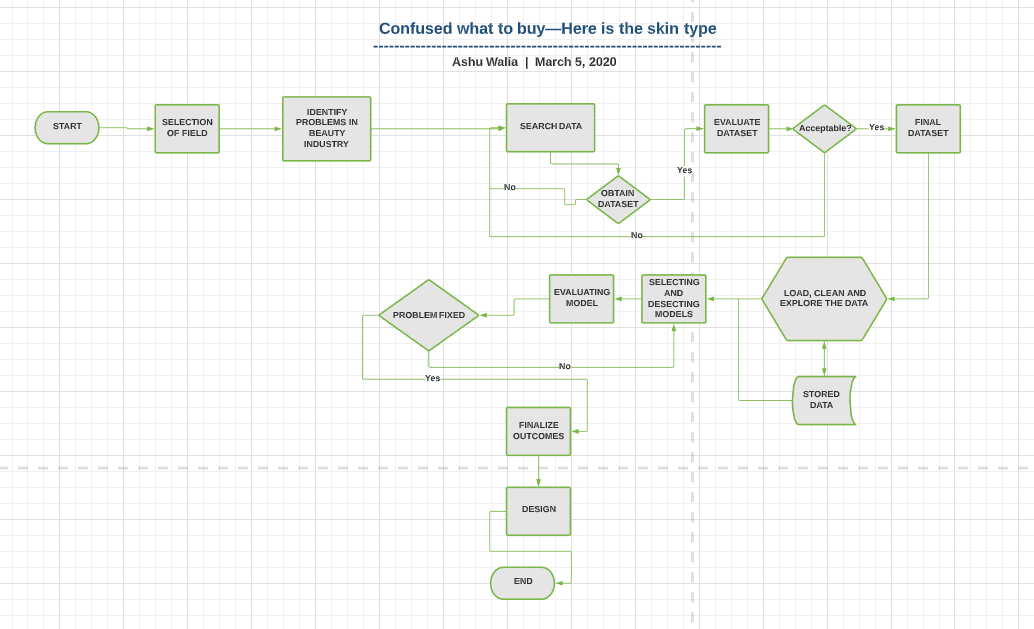 Confused what to buy—Here is the skin type
------------------------------------------------------------------
Ashu Walia | March 5, 2020
START
SELECTION
OF FIELD
IDENTIFY
PROBLEMS IN
BEAUTY
INDUSTRY
SEARCH DATA
EVALUATE
DATASET
Acceptable?
Yes
FINAL
DATASET
Yes
No
OBTAIN
DATASET
No
LOAD, CLEAN AND
EXPLORE THE DATA
SELECTING
AND
DESECTING
MODELS
EVALUATING
MODEL
PROBLEM FIXED
No
Yes
STORED
DATA
FINALIZE
OUTCOMES
DESIGN
END